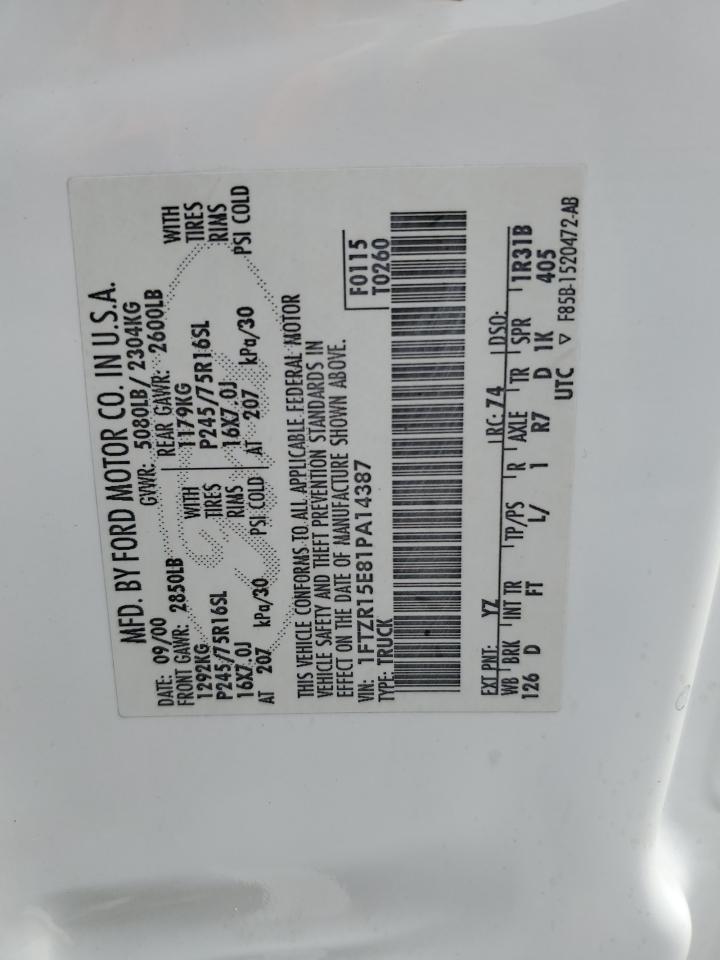 MFD. BY FORD MOTOR CO. IN U.S.A.
DATE: 09/00 GVWR: 5080LB/ 2304KG
FRONT GAWR: 2850LB REAR GAWR: 2600LB
1292KG WITH 1179KG WITH
P245/75R16SL TIRES P245/75R16SL TIRES
16X7.0J RIMS 16X7.0J RIMS
AT 207 kPa/30 PSI COLD AT 207 kPa/30 PSI COLD
THIS VEHICLE CONFORMS TO ALL APPLICABLE FEDERAL MOTOR
VEHICLE SAFETY AND THEFT PREVENTION STANDARDS IN
EFFECT ON THE DATE OF MANUFACTURE SHOWN ABOVE.
VIN: 1FTZR15E81PA14387 F0115
TYPE: TRUCK T0260
EXT PNT: YZ RC: 74 DSO:
WB BRK INT TR TP/PS R AXLE TR SPR 1R31B
126 D FT L/ 1 R7 D 1K 405
UTC ▽ F85B-1520472-AB